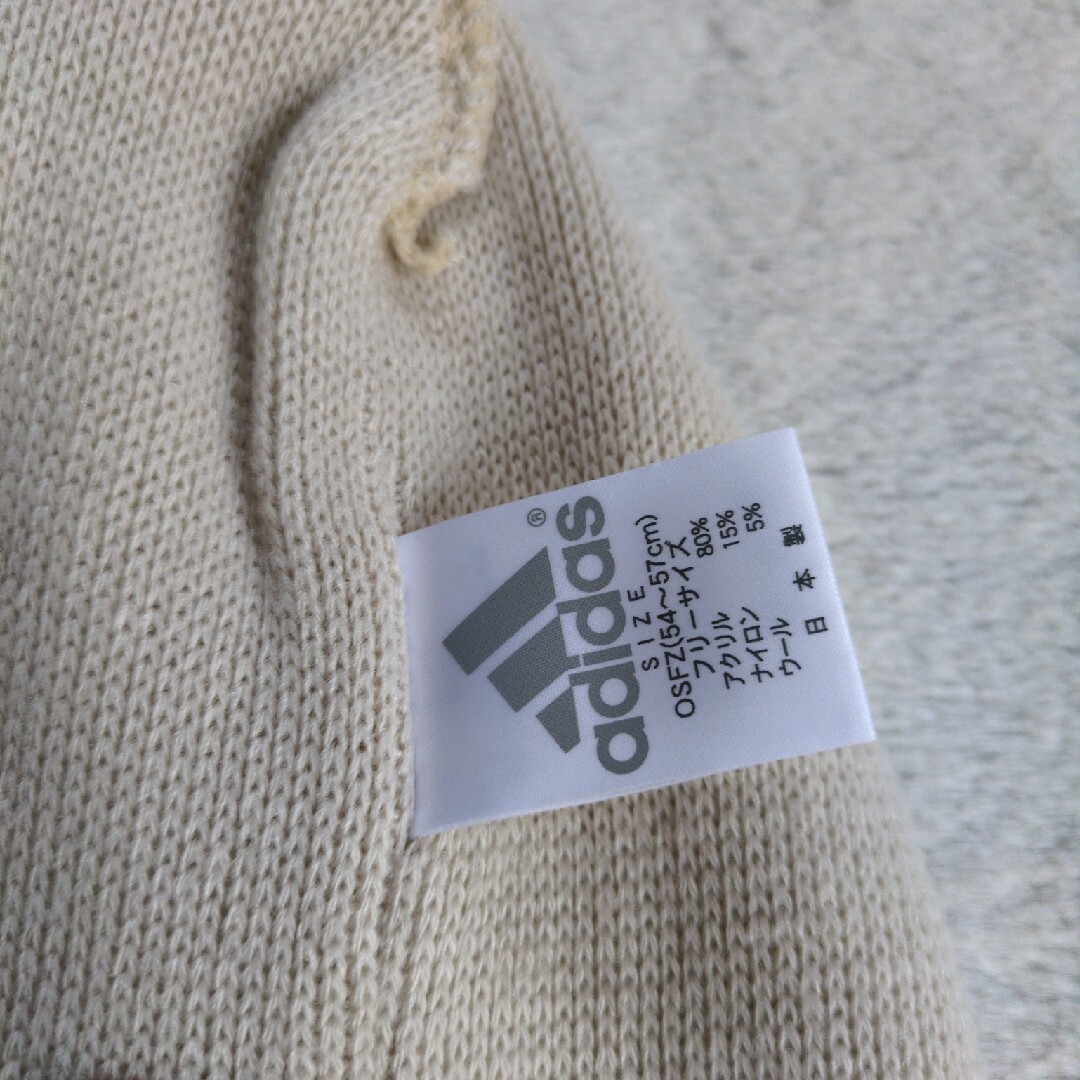 adidas®
SIZE
OSFZ(54〜57cm)
フリーサイズ
アクリル 80%
ナイロン 15%
ウール 5%
日本製